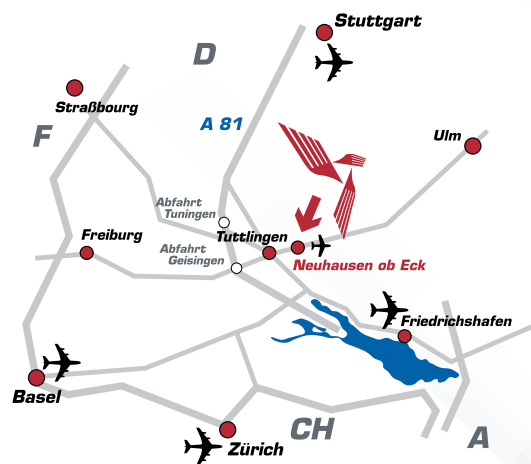 Stuttgart
D
Straßbourg
A 81
F
Ulm
Abfahrt
Tuningen
Freiburg
Tuttlingen
Abfahrt
Geisingen
Neuhausen ob Eck
Friedrichshafen
Basel
CH
A
Zürich